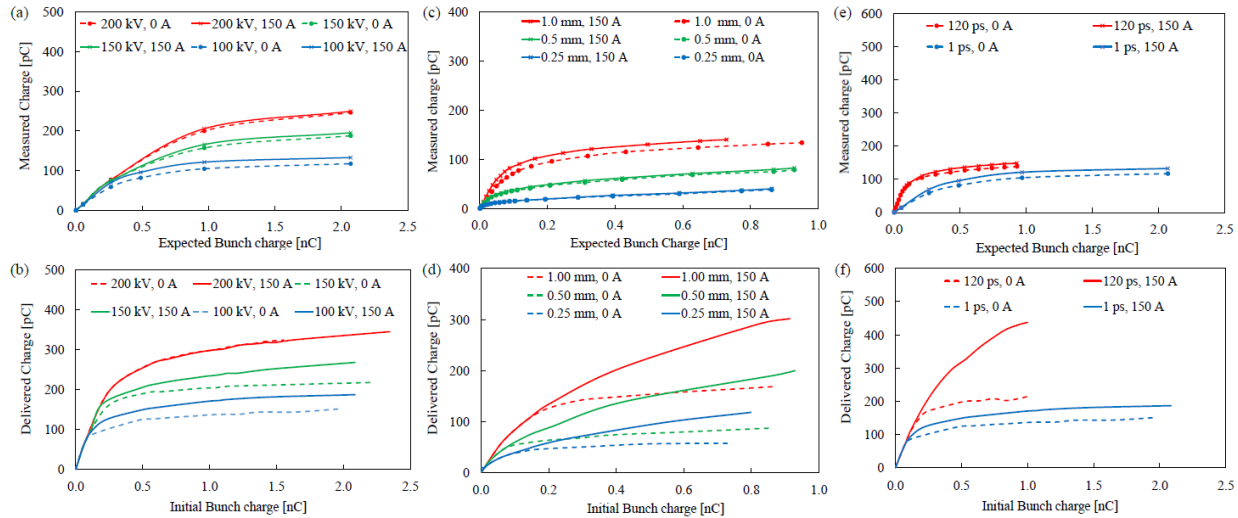 (a)
200 kV, 0 A
200 kV, 150 A
150 kV, 0 A
150 kV, 150 A
100 kV, 0 A
100 kV, 150 A
Measured Charge [pC]
500
400
300
200
100
0
0.0
0.5
1.0
1.5
2.0
2.5
Expected Bunch charge [nC]
(c)
1.0 mm, 150 A
1.0 mm, 0 A
0.5 mm, 150 A
0.5 mm, 0 A
0.25 mm, 150 A
0.25 mm, 0A
Measured charge [pC]
400
300
200
100
0
0.0
0.2
0.4
0.6
0.8
1.0
Expected Bunch Charge [nC]
(e)
120 ps, 0 A
120 ps, 150 A
1 ps, 0 A
1 ps, 150 A
Measured charge [pC]
600
500
400
300
200
100
0
0.0
0.5
1.0
1.5
2.0
2.5
Expected Bunch charge [nC]
(b)
200 kV, 0 A
200 kV, 150 A
150 kV, 0 A
150 kV, 150 A
100 kV, 0 A
100 kV, 150 A
Delivered Charge [pC]
500
400
300
200
100
0
0.0
0.5
1.0
1.5
2.0
2.5
Initial Bunch charge [nC]
(d)
1.00 mm, 0 A
1.00 mm, 150 A
0.50 mm, 0 A
0.50 mm, 150 A
0.25 mm, 0 A
0.25 mm, 150 A
Delivered Charge [pC]
400
300
200
100
0
0.0
0.2
0.4
0.6
0.8
1.0
Initial Bunch charge [nC]
(f)
120 ps, 0 A
120 ps, 150 A
1 ps, 0 A
1 ps, 150 A
Delivered Charge [pC]
600
500
400
300
200
100
0
0.0
0.5
1.0
1.5
2.0
2.5
Initial Bunch charge [nC]